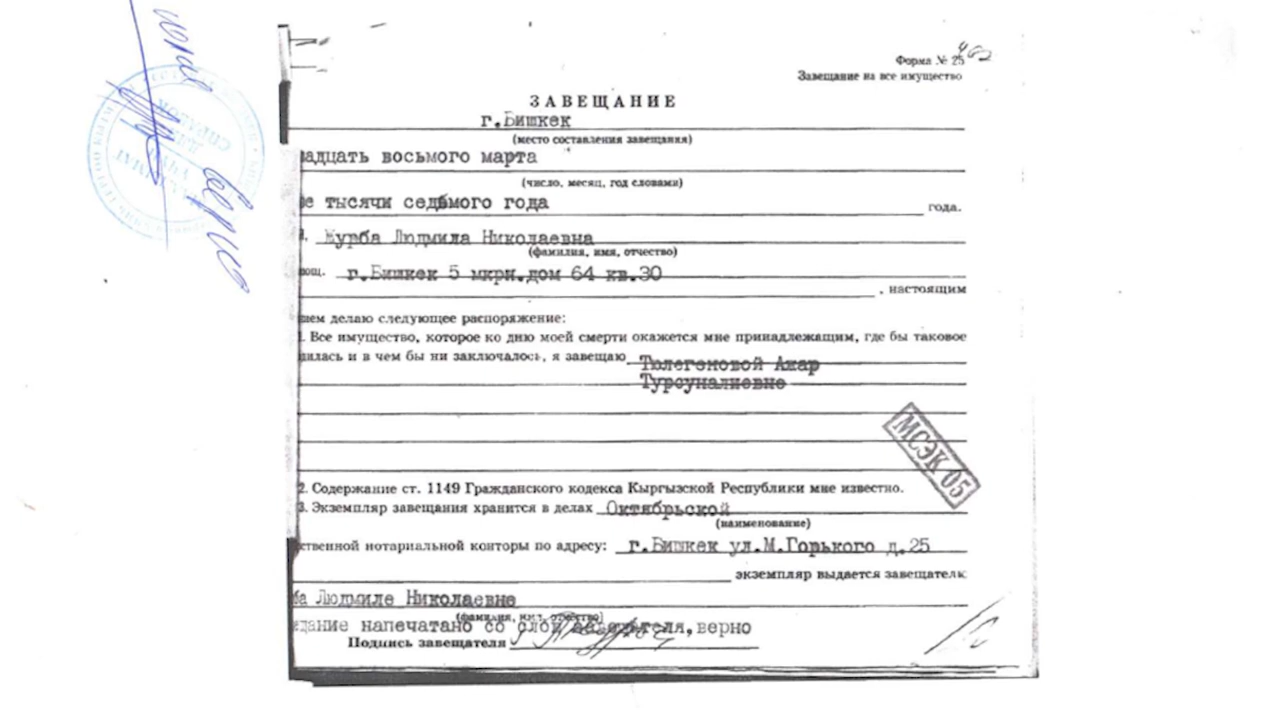 Форма № 25
Завещание на все имущество
ЗАВЕЩАНИЕ
г.Бишкек
(место составления завещания)
адцать восьмого марта
(число, месяц, год словами)
е тысячи седьмого года года.
Журба Людмила Николаевна
(фамилия, имя, отчество)
г.Бишкек 5 мкрн.дом 64 кв.30
, настоящим
ем делаю следующее распоряжение:
1. Все имущество, которое ко дню моей смерти окажется мне принадлежащим, где бы таковое
илась и в чем бы ни заключалось, я завещаю Тюлегеновой Ажар
Турсуналиевне
МСЭК 05
2. Содержание ст. 1149 Гражданского кодекса Кыргызской Республики мне известно.
3. Экземпляр завещания хранится в делах Октябрьской
(наименование)
ственной нотариальной конторы по адресу: г.Бишкек ул.М.Горького д.25
экземпляр выдается завещателю
ба Людмиле Николаевне
(фамилия, имя, отчество)
едание напечатано со слов завещателя,верно
Подпись завещателя
верно